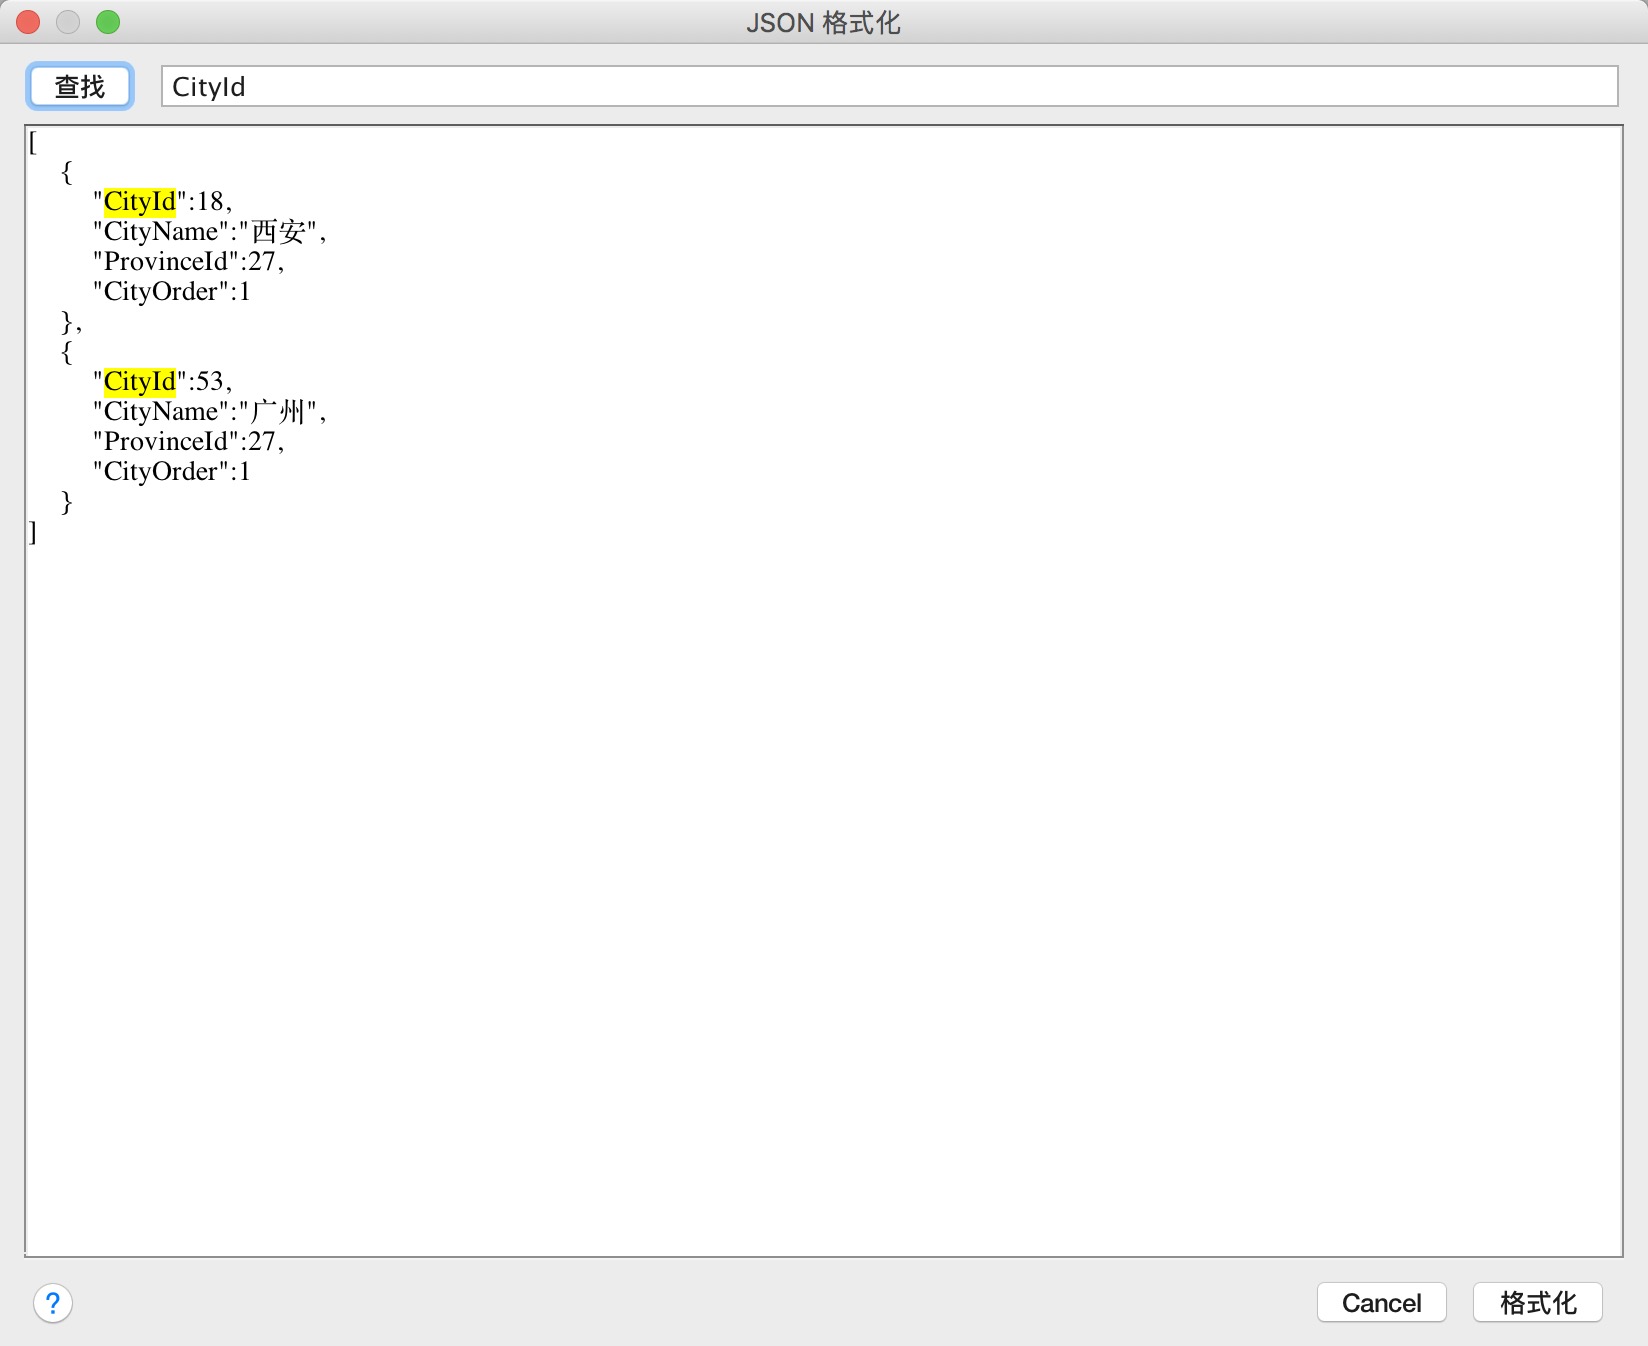 JSON 格式化
查找 CityId
[
{
"CityId":18,
"CityName":"西安",
"ProvinceId":27,
"CityOrder":1
},
{
"CityId":53,
"CityName":"广州",
"ProvinceId":27,
"CityOrder":1
}
]
? Cancel 格式化